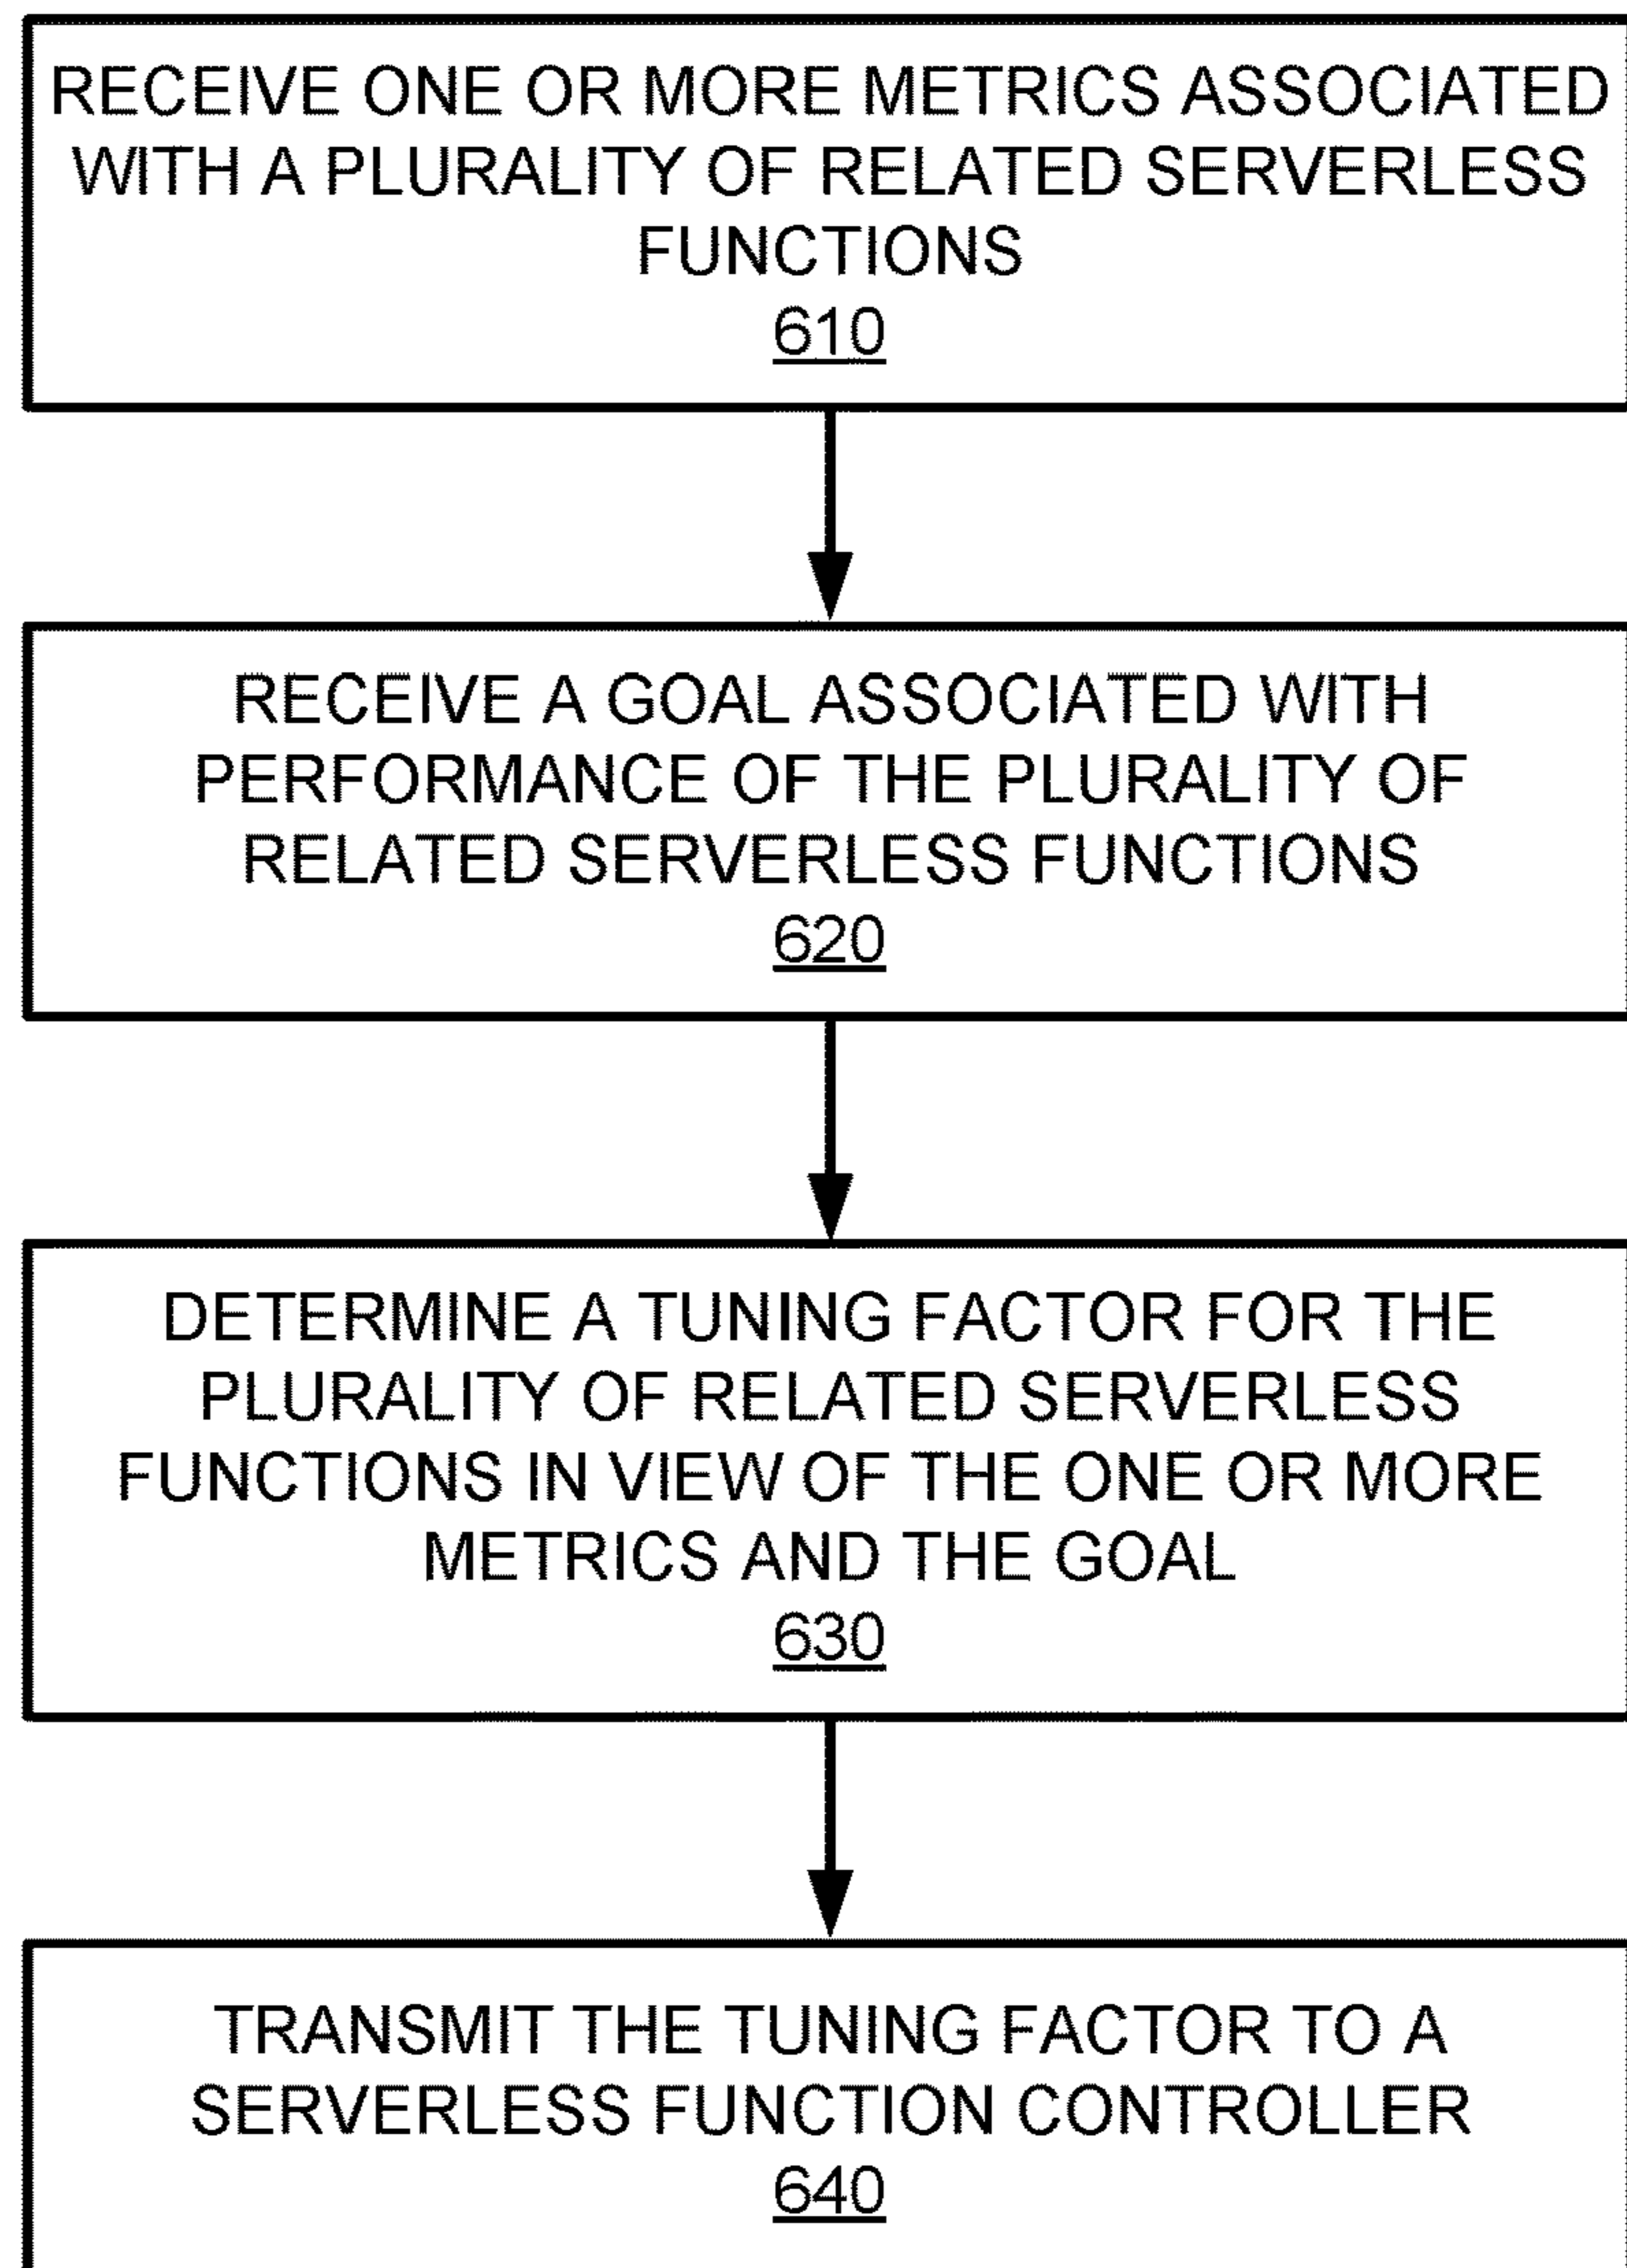 RECEIVE ONE OR MORE METRICS ASSOCIATED
WITH A PLURALITY OF RELATED SERVERLESS
FUNCTIONS
610
RECEIVE A GOAL ASSOCIATED WITH
PERFORMANCE OF THE PLURALITY OF
RELATED SERVERLESS FUNCTIONS
620
DETERMINE A TUNING FACTOR FOR THE
PLURALITY OF RELATED SERVERLESS
FUNCTIONS IN VIEW OF THE ONE OR MORE
METRICS AND THE GOAL
630
TRANSMIT THE TUNING FACTOR TO A
SERVERLESS FUNCTION CONTROLLER
640